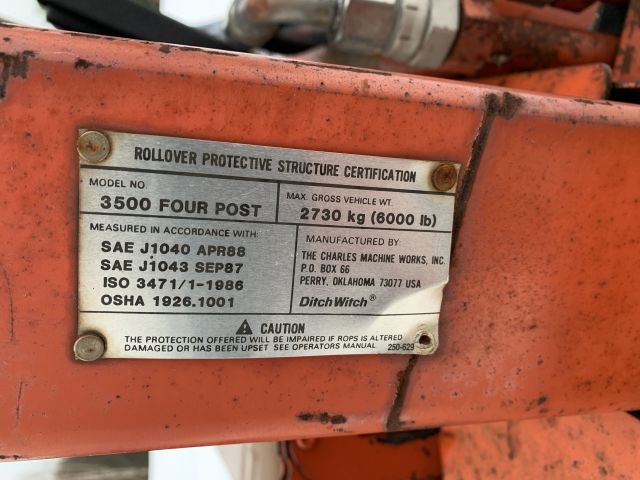 ROLLOVER PROTECTIVE STRUCTURE CERTIFICATION
MODEL NO
3500 FOUR POST
MAX. GROSS VEHICLE WT.
2730 kg (6000 lb)
MEASURED IN ACCORDANCE WITH:
SAE J1040 APR88
SAE J1043 SEP87
ISO 3471/1-1986
OSHA 1926.1001
MANUFACTURED BY:
THE CHARLES MACHINE WORKS, INC.
P.O. BOX 66
PERRY, OKLAHOMA 73077 USA
DitchWitch®
CAUTION
THE PROTECTION OFFERED WILL BE IMPAIRED IF ROPS IS ALTERED
DAMAGED OR HAS BEEN UPSET SEE OPERATORS MANUAL
250-629